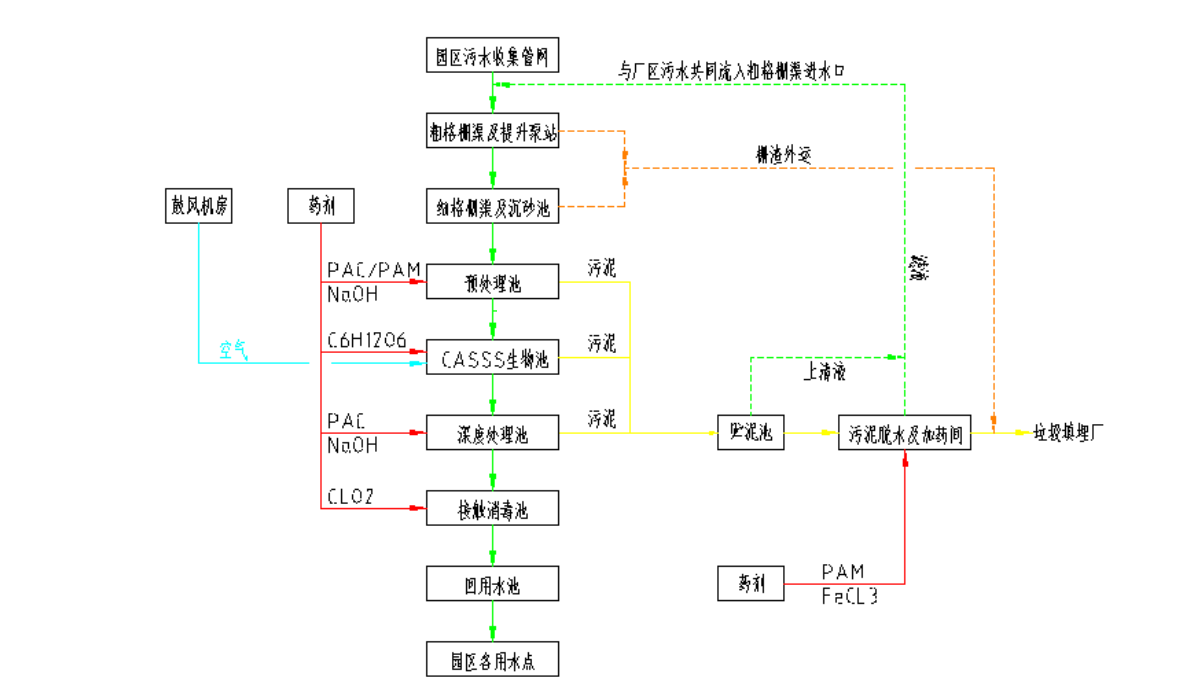 园区污水收集管网
与厂区污水共同流入粗格栅渠进水口
粗格栅渠及提升泵站
栅渣外运
鼓风机房
药剂
细格栅渠及沉砂池
PAC/PAM
NaOH
预处理池
污泥
滤液
空气
C6H12O6
CASSS生物池
污泥
上清液
PAC
NaOH
深度处理池
污泥
贮泥池
污泥脱水及加药间
垃圾填埋厂
CLO2
接触消毒池
回用水池
药剂
PAM
FeCL3
园区各用水点